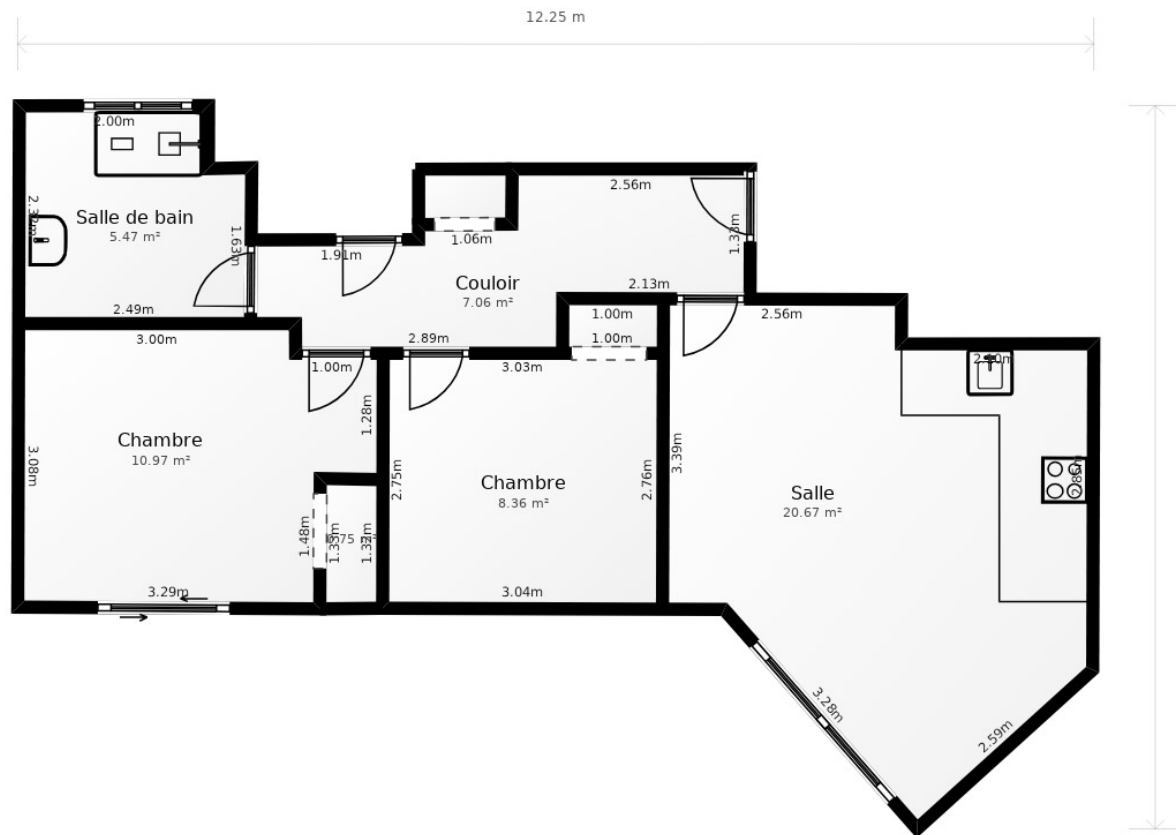 12.25 m
2.00m
2.56m
Salle de bain
5.47 m²
1.63m
1.06m
1.91m
1.33m
Couloir
7.06 m²
2.13m
2.49m
1.00m
2.56m
3.00m
2.89m
1.00m
1.00m
3.03m
1.28m
Chambre
10.97 m²
3.08m
2.75m
Chambre
8.36 m²
2.76m
3.39m
Salle
20.67 m²
1.48m
3.29m
3.04m
3.28m
2.59m